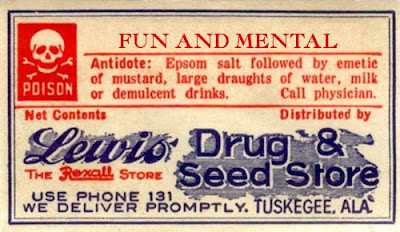 FUN AND MENTAL
POISON
Antidote: Epsom salt followed by emetic
of mustard, large draughts of water, milk
or demulcent drinks. Call physician.
Net Contents Distributed by
Lewis Drug &
THE Rexall STORE Seed Store
USE PHONE 131
WE DELIVER PROMPTLY. TUSKEGEE, ALA.